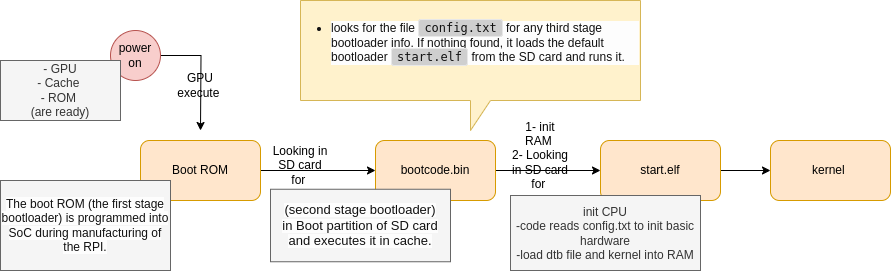 looks for the file config.txt for any third stage
bootloader info. If nothing found, it loads the default
bootloader start.elf from the SD card and runs it.
power
on
- GPU
- Cache
- ROM
(are ready)
GPU
execute
Boot ROM
Looking in
SD card
for
bootcode.bin
1- init
RAM
2- Looking
in SD card
for
start.elf
kernel
The boot ROM (the first stage
bootloader) is programmed into
SoC during manufacturing of
the RPI.
(second stage bootloader)
in Boot partition of SD card
and executes it in cache.
init CPU
-code reads config.txt to init basic
hardware
-load dtb file and kernel into RAM